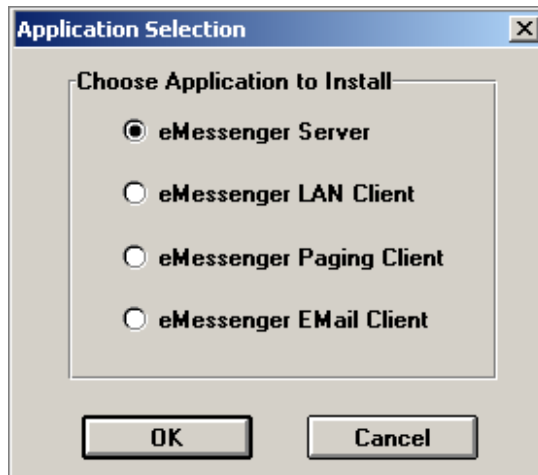 Application Selection
Choose Application to Install
eMessenger Server
eMessenger LAN Client
eMessenger Paging Client
eMessenger EMail Client
OK Cancel